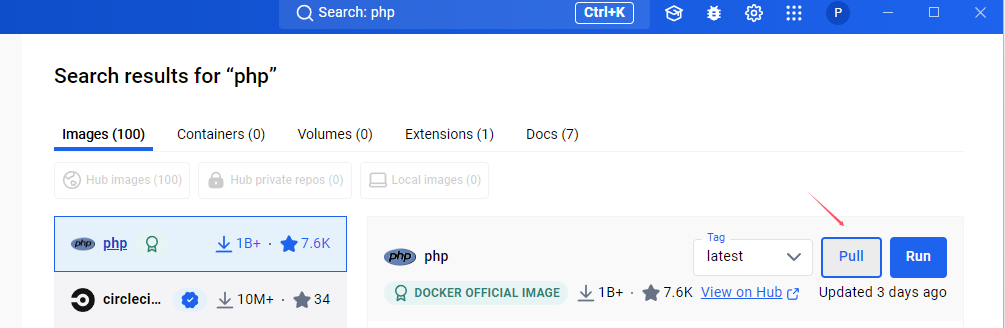 Search: php Ctrl+K P
Search results for “php”
Images (100) Containers (0) Volumes (0) Extensions (1) Docs (7)
Hub images (100) Hub private repos (0) Local images (0)
php 1B+ · 7.6K
circleci... 10M+ · 34
php php Tag latest Pull Run
DOCKER OFFICIAL IMAGE 1B+ · 7.6K View on Hub Updated 3 days ago